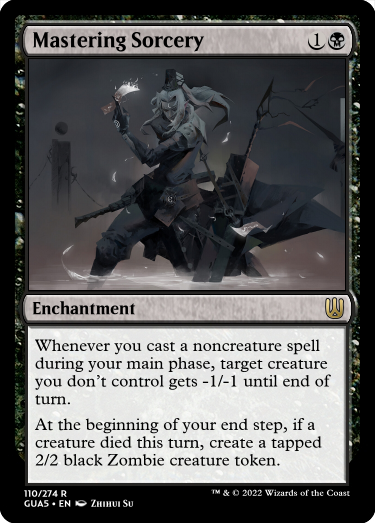 Mastering Sorcery 1
Enchantment
Whenever you cast a noncreature spell
during your main phase, target creature
you don't control gets -1/-1 until end of
turn.
At the beginning of your end step, if a
creature died this turn, create a tapped
2/2 black Zombie creature token.
110/274 R
GUA5 • EN Zhihui Su
™ & © 2022 Wizards of the Coast